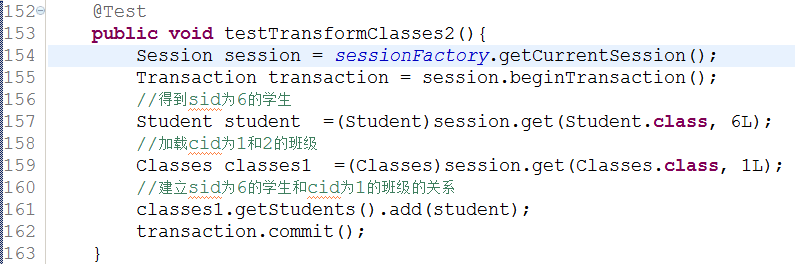 152 @Test
153 public void testTransformClasses2(){
154 Session session = sessionFactory.getCurrentSession();
155 Transaction transaction = session.beginTransaction();
156 //得到sid为6的学生
157 Student student  =(Student)session.get(Student.class, 6L);
158 //加载cid为1和2的班级
159 Classes classes1  =(Classes)session.get(Classes.class, 1L);
160 //建立sid为6的学生和cid为1的班级的关系
161 classes1.getStudents().add(student);
162 transaction.commit();
163 }